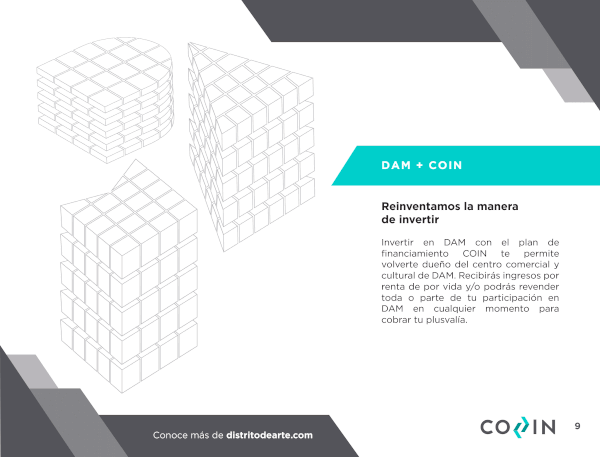 DAM + COIN
Reinventamos la manera
de invertir
Invertir en DAM con el plan de
financiamiento COIN te permite
volverte dueño del centro comercial y
cultural de DAM. Recibirás ingresos por
renta de por vida y/o podrás revender
toda o parte de tu participación en
DAM en cualquier momento para
cobrar tu plusvalía.
Conoce más de distritodearte.com
COIN
9